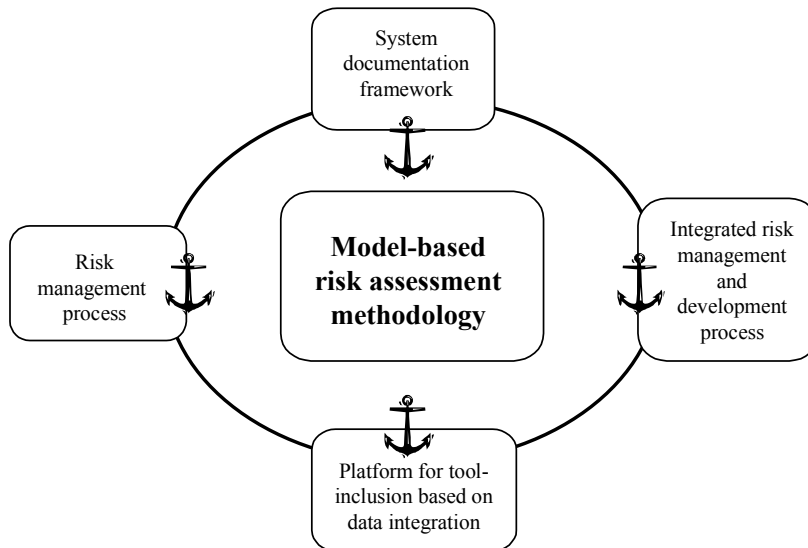 System
documentation
framework
Model-based
risk assessment
methodology
Risk
management
process
Integrated risk
management
and
development
process
Platform for tool-
inclusion based on
data integration